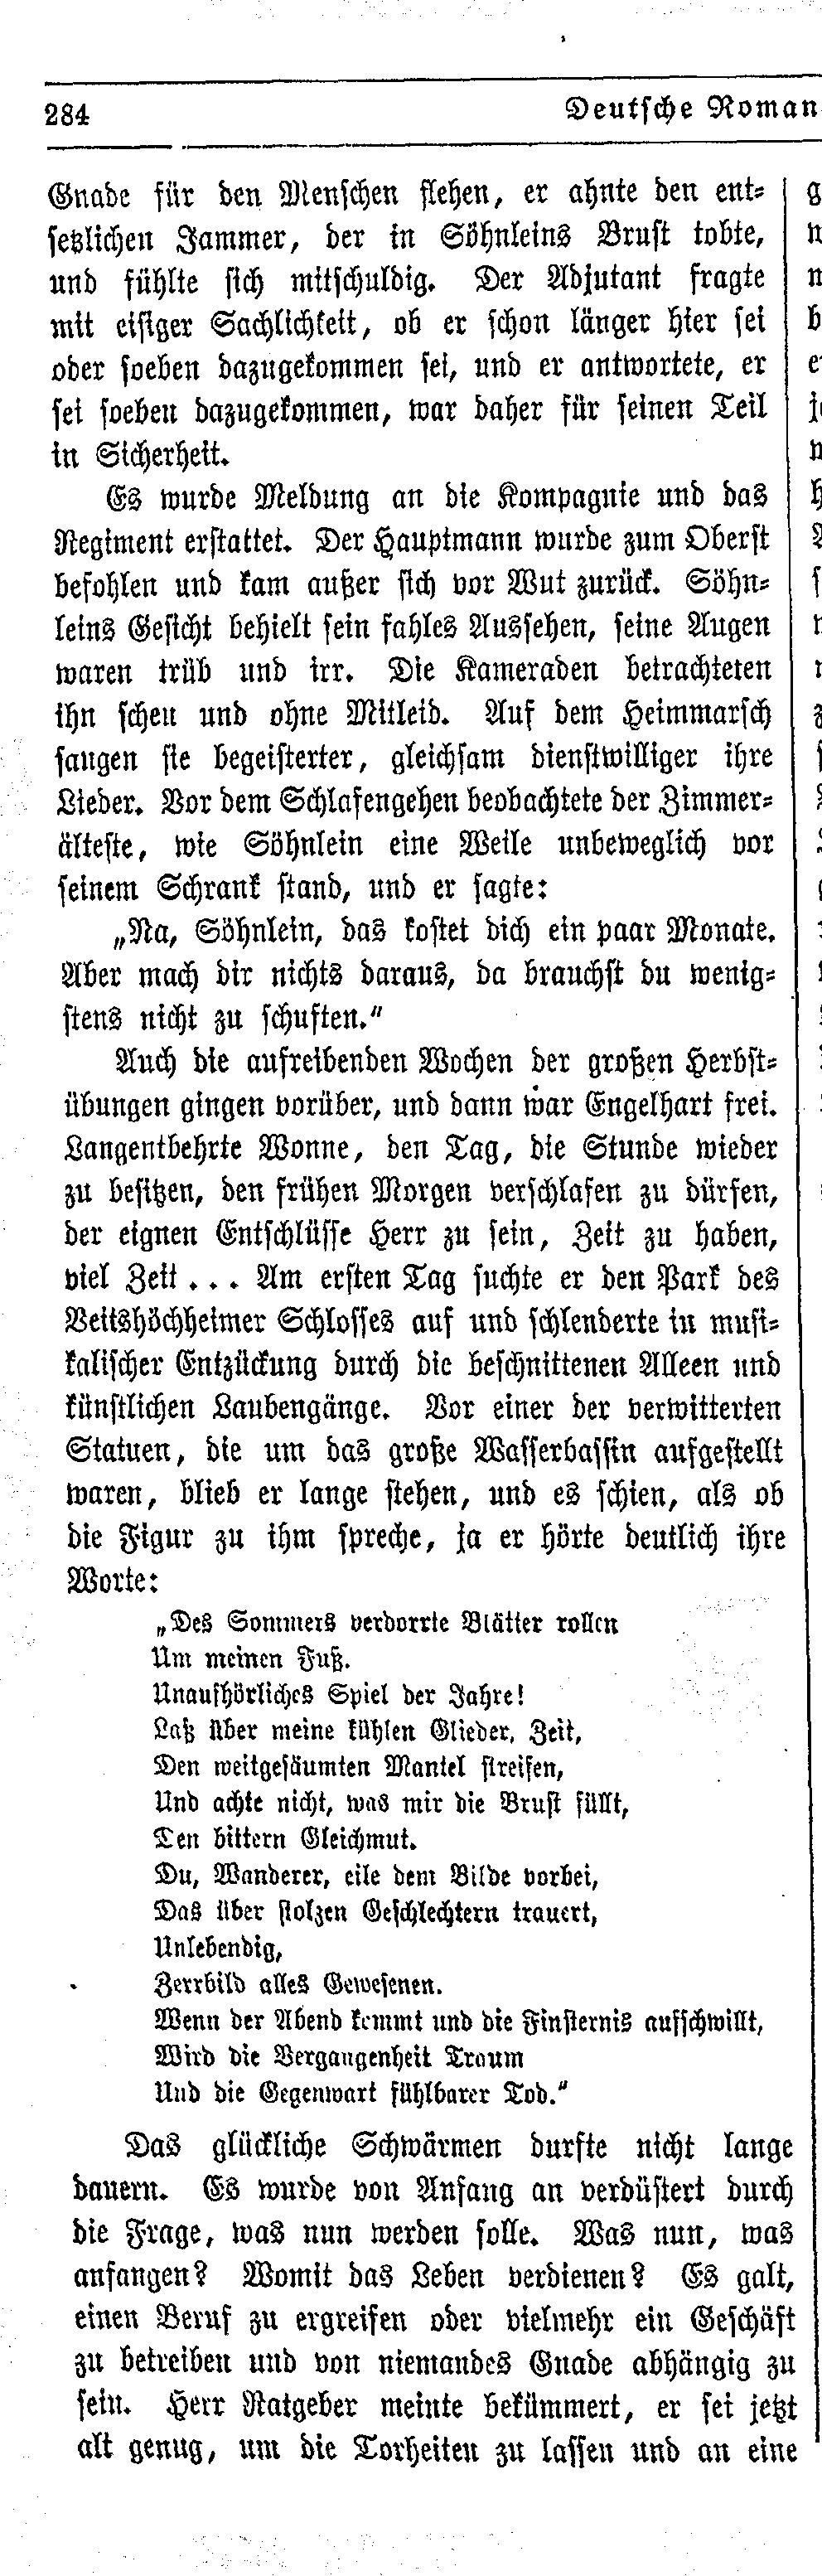 284
Deutsche Roman
Gnade für den Menschen flehen, er ahnte den ent-
setzlichen Jammer, der in Söhnleins Brust tobte,
und fühlte sich mitschuldig. Der Adjutant fragte
mit eisiger Sachlichkeit, ob er schon länger hier sei
oder soeben dazugekommen sei, und er antwortete, er
sei soeben dazugekommen, war daher für seinen Teil
in Sicherheit.
Es wurde Meldung an die Kompagnie und das
Regiment erstattet. Der Hauptmann wurde zum Oberst
befohlen und kam außer sich vor Wut zurück. Söhn-
leins Gesicht behielt sein fahles Aussehen, seine Augen
waren trüb und irr. Die Kameraden betrachteten
ihn scheu und ohne Mitleid. Auf dem Heimmarsch
sangen sie begeisterter, gleichsam dienstwilliger ihre
Lieder. Vor dem Schlafengehen beobachtete der Zimmer-
älteste, wie Söhnlein eine Weile unbeweglich vor
seinem Schrank stand, und er sagte:
„Na, Söhnlein, das kostet dich ein paar Monate.
Aber mach dir nichts daraus, da brauchst du wenig-
stens nicht zu schuften.“
Auch die aufreibenden Wochen der großen Herbst-
übungen gingen vorüber, und dann war Engelhart frei.
Langentbehrte Wonne, den Tag, die Stunde wieder
zu besitzen, den frühen Morgen verschlafen zu dürfen,
der eignen Entschlüsse Herr zu sein, Zeit zu haben,
viel Zeit . . . Am ersten Tag suchte er den Park des
Veitshöchheimer Schlosses auf und schlenderte in musi-
kalischer Entzückung durch die beschnittenen Alleen und
künstlichen Laubengänge. Vor einer der verwitterten
Statuen, die um das große Wasserbassin aufgestellt
waren, blieb er lange stehen, und es schien, als ob
die Figur zu ihm spreche, ja er hörte deutlich ihre
Worte:
„Des Sommers verdorrte Blätter rollen
Um meinen Fuß.
Unaufhörliches Spiel der Jahre!
Laß über meine kühlen Glieder, Zeit,
Den weitgesäumten Mantel streifen,
Und achte nicht, was mir die Brust füllt,
Den bittern Gleichmut.
Du, Wanderer, eile dem Bilde vorbei,
Das über stolzen Geschlechtern trauert,
Unlebendig,
Zerrbild alles Gewesenen.
Wenn der Abend kommt und die Finsternis aufschwillt,
Wird die Vergangenheit Traum
Und die Gegenwart fühlbarer Tod.“
Das glückliche Schwärmen durfte nicht lange
dauern. Es wurde von Anfang an verdüstert durch
die Frage, was nun werden solle. Was nun, was
anfangen? Womit das Leben verdienen? Es galt,
einen Beruf zu ergreifen oder vielmehr ein Geschäft
zu betreiben und von niemandes Gnade abhängig zu
sein. Herr Ratgeber meinte bekümmert, er sei jetzt
alt genug, um die Torheiten zu lassen und an eine